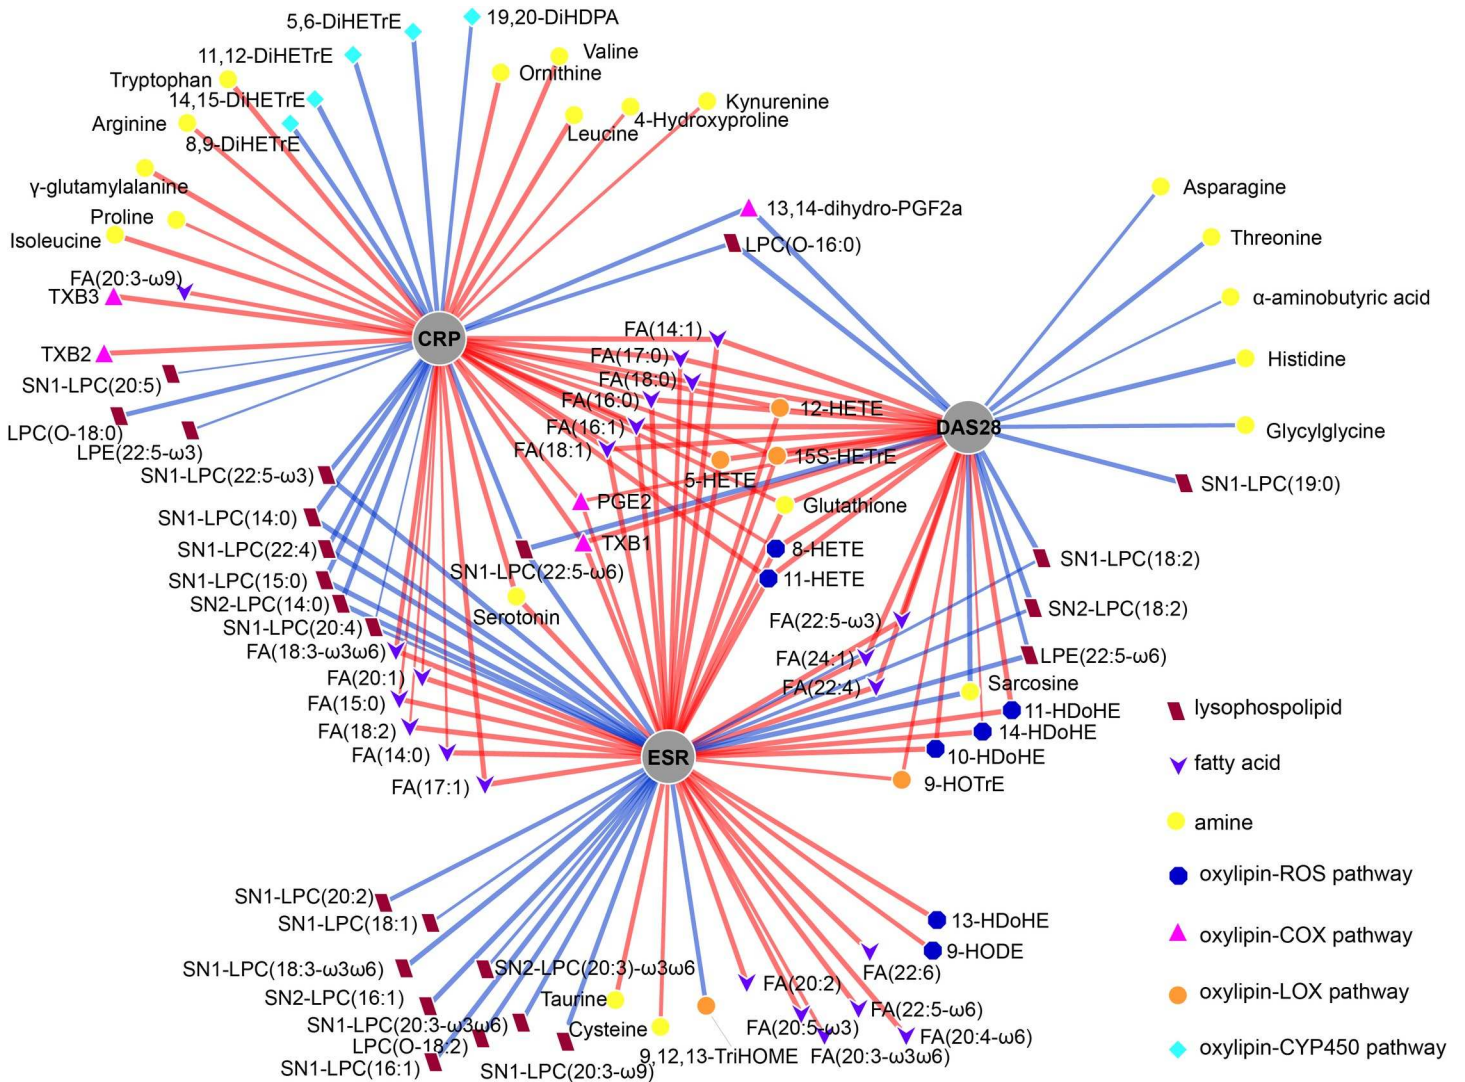 5,6-DiHETrE
19,20-DiHDPA
11,12-DiHETrE
Valine
Ornithine
Tryptophan
14,15-DiHETrE
Kynurenine
4-Hydroxyproline
Arginine
8,9-DiHETrE
Leucine
γ-glutamylalanine
Asparagine
Proline
13,14-dihydro-PGF2a
Isoleucine
LPC(O-16:0)
Threonine
FA(20:3-ω9)
TXB3
α-aminobutyric acid
CRP
FA(14:1)
TXB2
FA(17:0)
Histidine
SN1-LPC(20:5)
FA(18:0)
FA(16:0)
12-HETE
LPC(O-18:0)
FA(16:1)
DAS28
Glycylglycine
LPE(22:5-ω3)
FA(18:1)
15S-HETrE
SN1-LPC(22:5-ω3)
5-HETE
SN1-LPC(19:0)
PGE2
Glutathione
SN1-LPC(14:0)
TXB1
8-HETE
SN1-LPC(22:4)
SN1-LPC(18:2)
SN1-LPC(22:5-ω6)
11-HETE
SN1-LPC(15:0)
SN2-LPC(14:0)
Serotonin
SN2-LPC(18:2)
SN1-LPC(20:4)
FA(22:5-ω3)
FA(18:3-ω3ω6)
FA(24:1)
LPE(22:5-ω6)
FA(20:1)
FA(22:4)
Sarcosine
FA(15:0)
11-HDoHE
lysophospolipid
FA(18:2)
14-HDoHE
FA(14:0)
ESR
10-HDoHE
fatty acid
FA(17:1)
9-HOTrE
amine
oxylipin-ROS pathway
SN1-LPC(20:2)
SN1-LPC(18:1)
13-HDoHE
oxylipin-COX pathway
9-HODE
SN1-LPC(18:3-ω3ω6)
SN2-LPC(20:3)-ω3ω6
FA(22:6)
FA(20:2)
oxylipin-LOX pathway
SN2-LPC(16:1)
Taurine
FA(22:5-ω6)
SN1-LPC(20:3-ω3ω6)
Cysteine
FA(20:5-ω3)
FA(20:4-ω6)
LPC(O-18:2)
9,12,13-TriHOME
FA(20:3-ω3ω6)
oxylipin-CYP450 pathway
SN1-LPC(16:1)
SN1-LPC(20:3-ω9)